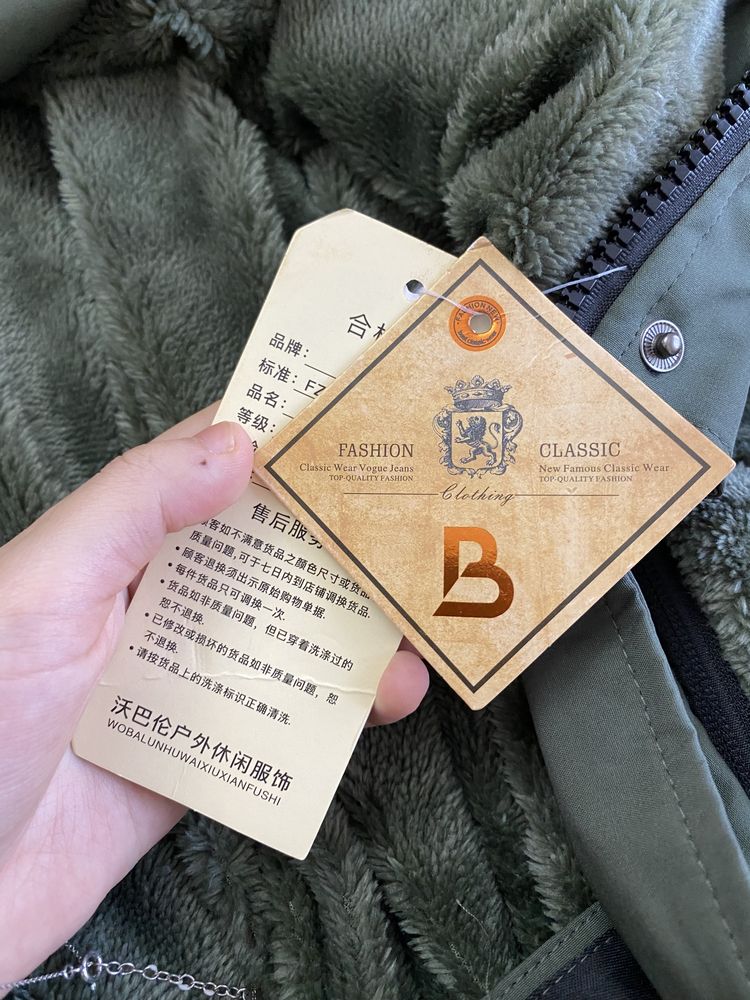 合
品牌：
标准：FZ
品名：
等级：
售后服务
顾客如不满意货品之颜色尺寸或货品
质量问题，可于七日内到店铺调换货品.
• 顾客退换须出示原始购物单据.
• 每件货品只可调换一次.
• 货品如非质量问题，但已穿着洗涤过的
恕不退换.
• 已修改或损坏的货品如非质量问题，恕
不退换.
• 请按货品上的洗涤标识正确清洗.
沃巴伦户外休闲服饰
WOBALUNHUWAIXIUXIANFUSHI
FASHION NEW
FASHION
Classic Wear Vogue Jeans
TOP-QUALITY FASHION
CLASSIC
New Famous Classic Wear
TOP-QUALITY FASHION
Clothing
B